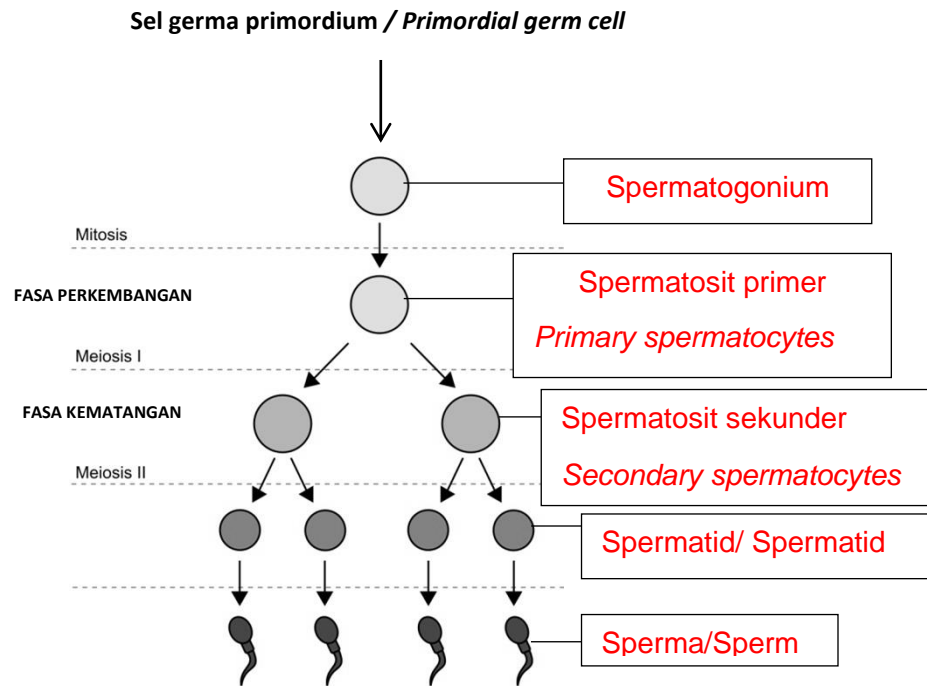 Sel germa primordium / Primordial germ cell
Spermatogonium
Mitosis
FASA PERKEMBANGAN
Spermatosit primer
Primary spermatocytes
Meiosis I
FASA KEMATANGAN
Spermatosit sekunder
Secondary spermatocytes
Meiosis II
Spermatid/ Spermatid
Sperma/Sperm